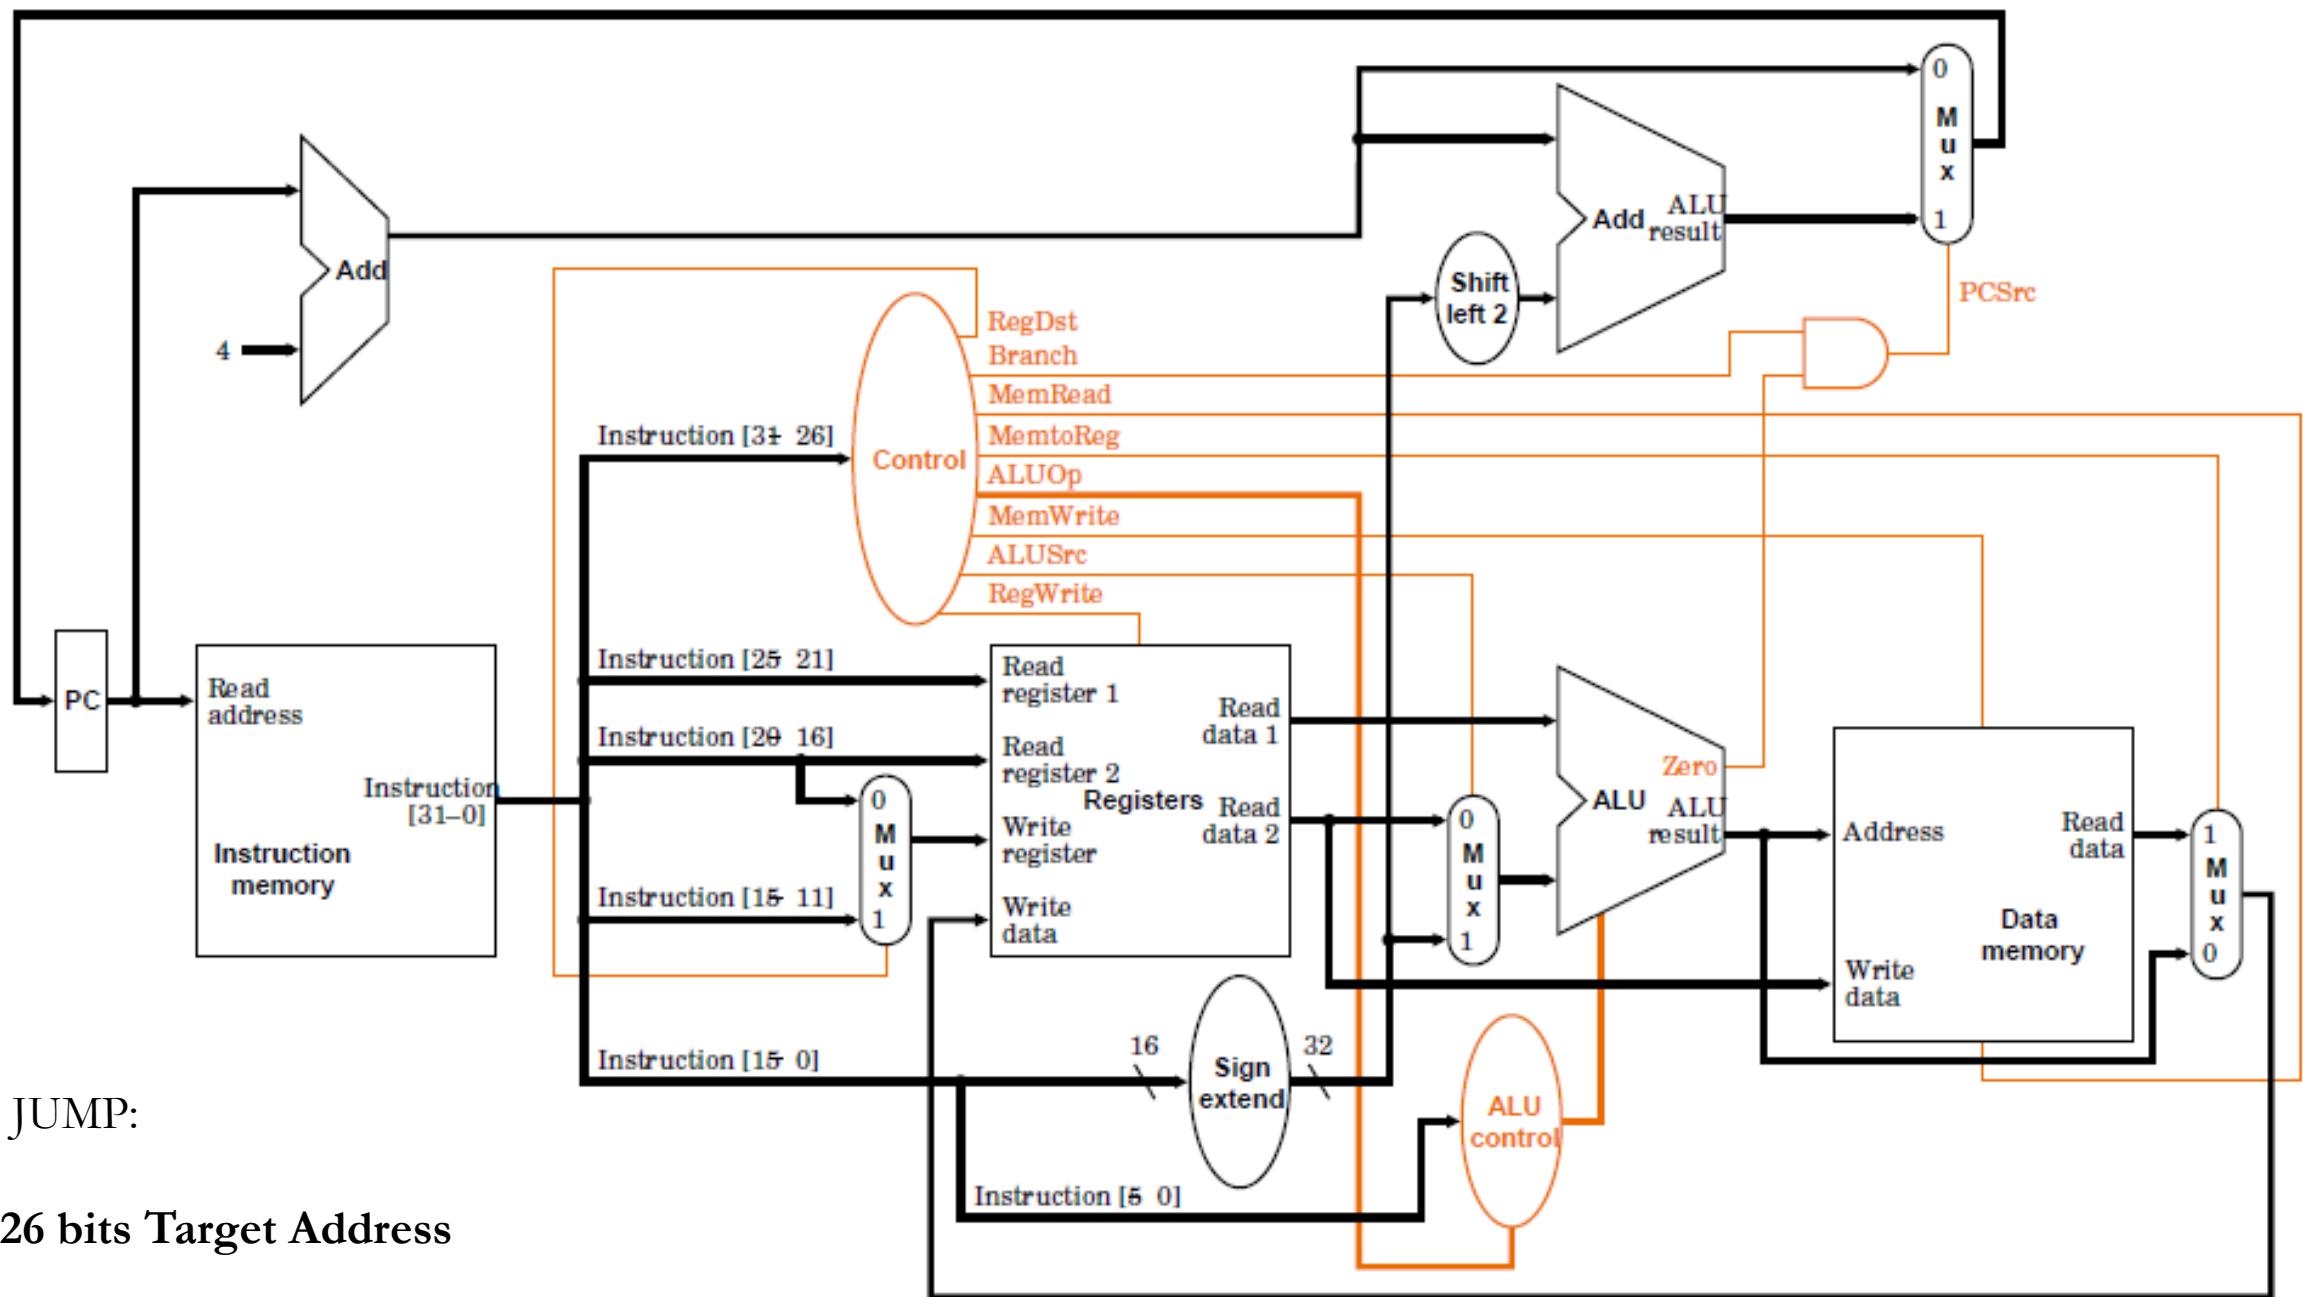 0
M
u
x
1
Add
ALU
result
Add
4
Shift
left 2
PCSrc
RegDst
Branch
MemRead
MemtoReg
ALUOp
MemWrite
ALUSrc
RegWrite
Control
Instruction [31 26]
Instruction [25 21]
Instruction [20 16]
Instruction [15 11]
Instruction [15 0]
Instruction [5 0]
PC
Read
address
Instruction
[31–0]
Instruction
memory
0
M
u
x
1
Read
register 1
Read
register 2
Registers
Write
register
Write
data
Read
data 1
Read
data 2
0
M
u
x
1
Zero
ALU
ALU
result
Address
Read
data
Data
memory
Write
data
1
M
u
x
0
16
Sign
extend
32
ALU
control
JUMP:
26 bits Target Address